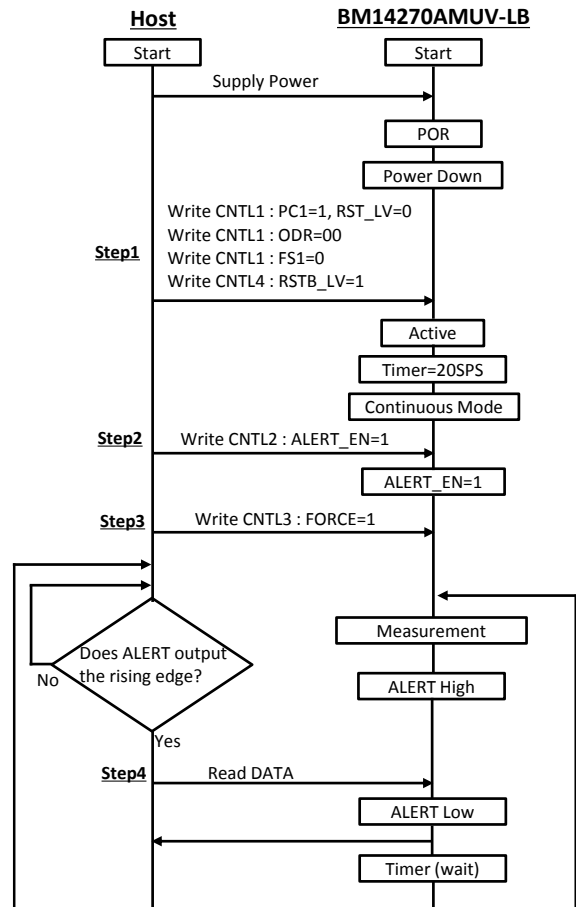 Host
BM14270AMUV-LB
Start
Start
Supply Power
POR
Power Down
Write CNTL1 : PC1=1, RST_LV=0
Write CNTL1 : ODR=00
Step1
Write CNTL1 : FS1=0
Write CNTL4 : RSTB_LV=1
Active
Timer=20SPS
Continuous Mode
Step2
Write CNTL2 : ALERT_EN=1
ALERT_EN=1
Step3
Write CNTL3 : FORCE=1
Measurement
Does ALERT output
the rising edge?
No
ALERT High
Yes
Step4
Read DATA
ALERT Low
Timer (wait)